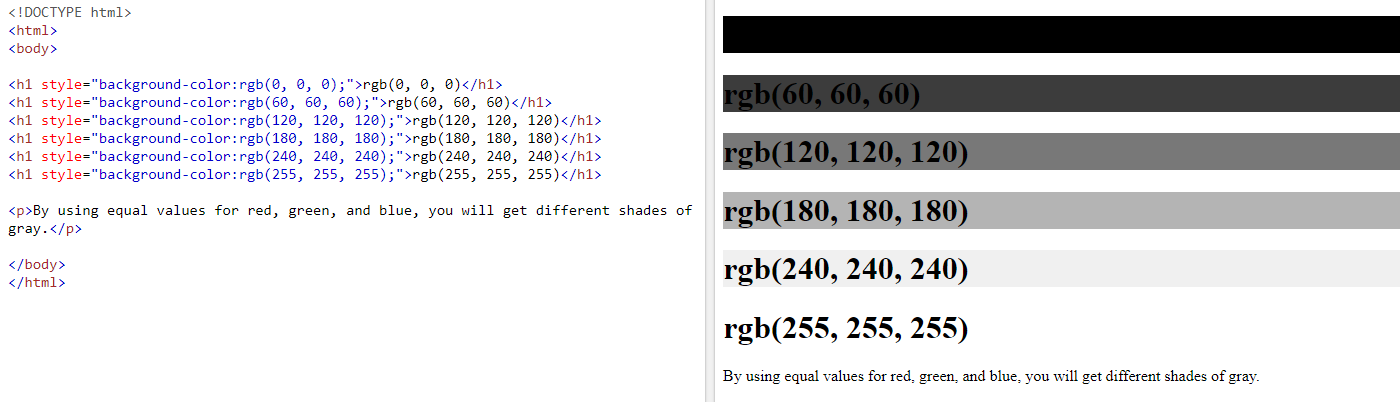 <!DOCTYPE html>
<html>
<body>
<h1 style="background-color:rgb(0, 0, 0);">rgb(0, 0, 0)</h1>
<h1 style="background-color:rgb(60, 60, 60);">rgb(60, 60, 60)</h1>
<h1 style="background-color:rgb(120, 120, 120);">rgb(120, 120, 120)</h1>
<h1 style="background-color:rgb(180, 180, 180);">rgb(180, 180, 180)</h1>
<h1 style="background-color:rgb(240, 240, 240);">rgb(240, 240, 240)</h1>
<h1 style="background-color:rgb(255, 255, 255);">rgb(255, 255, 255)</h1>
<p>By using equal values for red, green, and blue, you will get different shades of
gray.</p>
</body>
</html>
rgb(60, 60, 60)
rgb(120, 120, 120)
rgb(180, 180, 180)
rgb(240, 240, 240)
rgb(255, 255, 255)
By using equal values for red, green, and blue, you will get different shades of gray.